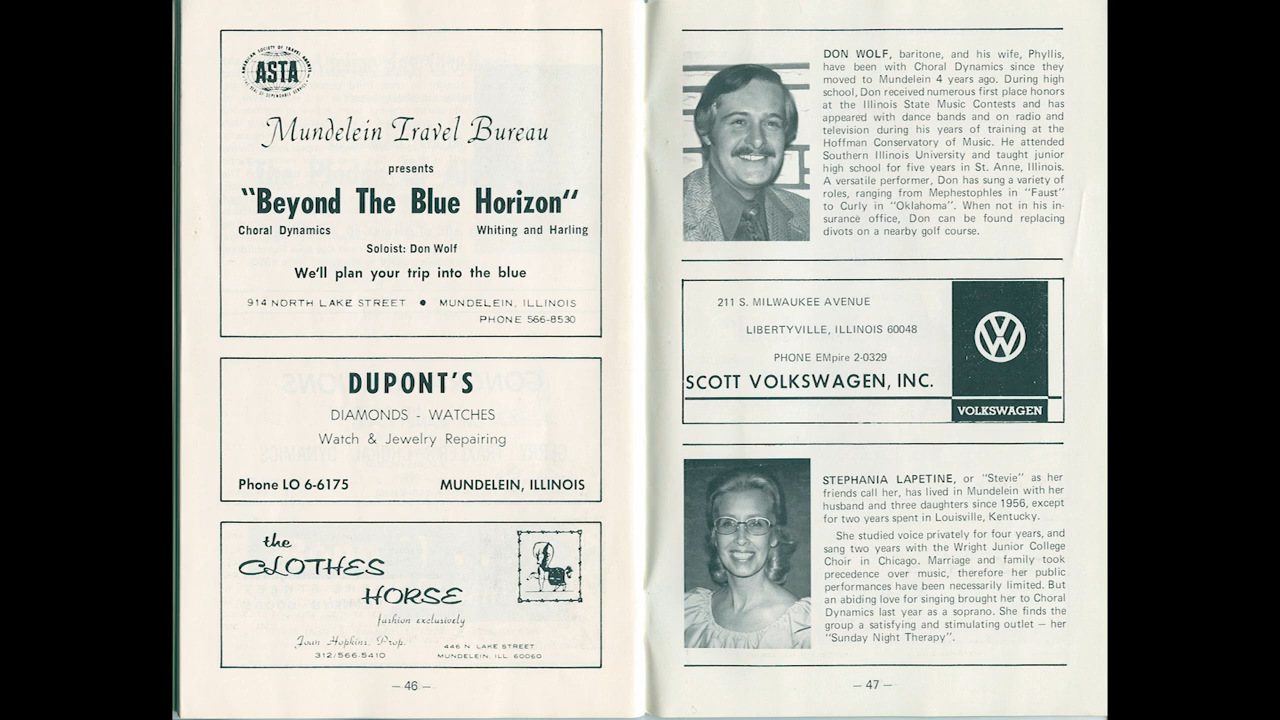 AMERICAN SOCIETY OF TRAVEL AGENTS
ASTA
Mundelein Travel Bureau
presents
"Beyond The Blue Horizon"
Choral Dynamics Whiting and Harling
Soloist: Don Wolf
We'll plan your trip into the blue
914 NORTH LAKE STREET ● MUNDELEIN, ILLINOIS
PHONE 566-8530
DUPONT'S
DIAMONDS - WATCHES
Watch & Jewelry Repairing
Phone LO 6-6175 MUNDELEIN, ILLINOIS
the
CLOTHES
HORSE
fashion exclusively
Joan Hopkins, Prop.
312/566-5410
446 N. LAKE STREET
MUNDELEIN, ILL. 60060
— 46 —
DON WOLF, baritone, and his wife, Phyllis,
have been with Choral Dynamics since they
moved to Mundelein 4 years ago. During high
school, Don received numerous first place honors
at the Illinois State Music Contests and has
appeared with dance bands and on radio and
television during his years of training at the
Hoffman Conservatory of Music. He attended
Southern Illinois University and taught junior
high school for five years in St. Anne, Illinois.
A versatile performer, Don has sung a variety of
roles, ranging from Mephestophles in "Faust"
to Curly in "Oklahoma". When not in his in-
surance office, Don can be found replacing
divots on a nearby golf course.
211 S. MILWAUKEE AVENUE
LIBERTYVILLE, ILLINOIS 60048
PHONE EMpire 2-0329
SCOTT VOLKSWAGEN, INC.
VW
VOLKSWAGEN
STEPHANIA LAPETINE, or "Stevie" as her
friends call her, has lived in Mundelein with her
husband and three daughters since 1956, except
for two years spent in Louisville, Kentucky.
She studied voice privately for four years, and
sang two years with the Wright Junior College
Choir in Chicago. Marriage and family took
precedence over music, therefore her public
performances have been necessarily limited. But
an abiding love for singing brought her to Choral
Dynamics last year as a soprano. She finds the
group a satisfying and stimulating outlet — her
"Sunday Night Therapy".
— 47 —